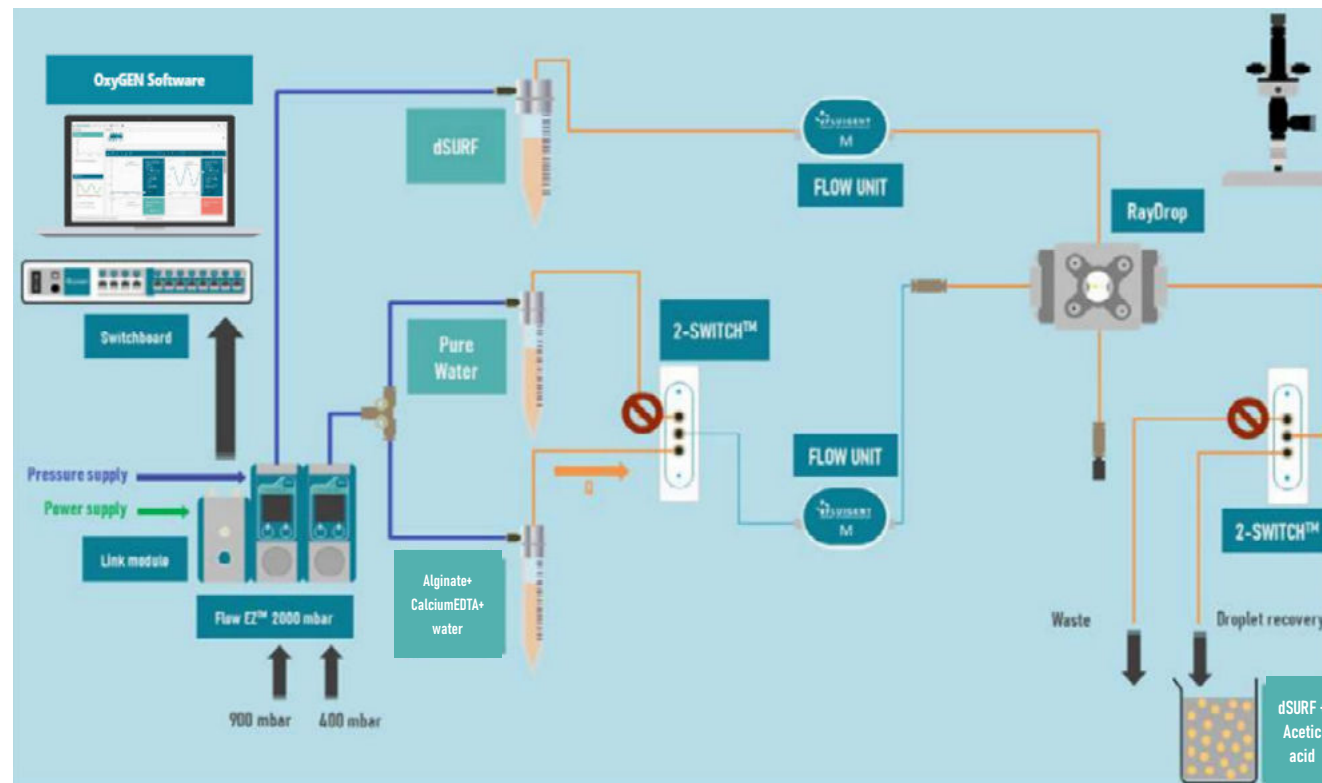 OxyGEN Software
dSURF
FLUIGENT
M
FLOW UNIT
RayDrop
Switchboard
Pure
Water
2-SWITCH™
Pressure supply
Power supply
Link module
Flow EZ™ 2000 mbar
900 mbar
400 mbar
Alginate+
CalciumEDTA+
water
Q
FLOW UNIT
FLUIGENT
M
2-SWITCH™
Waste
Droplet recovery
dSURF +
Acetic
acid